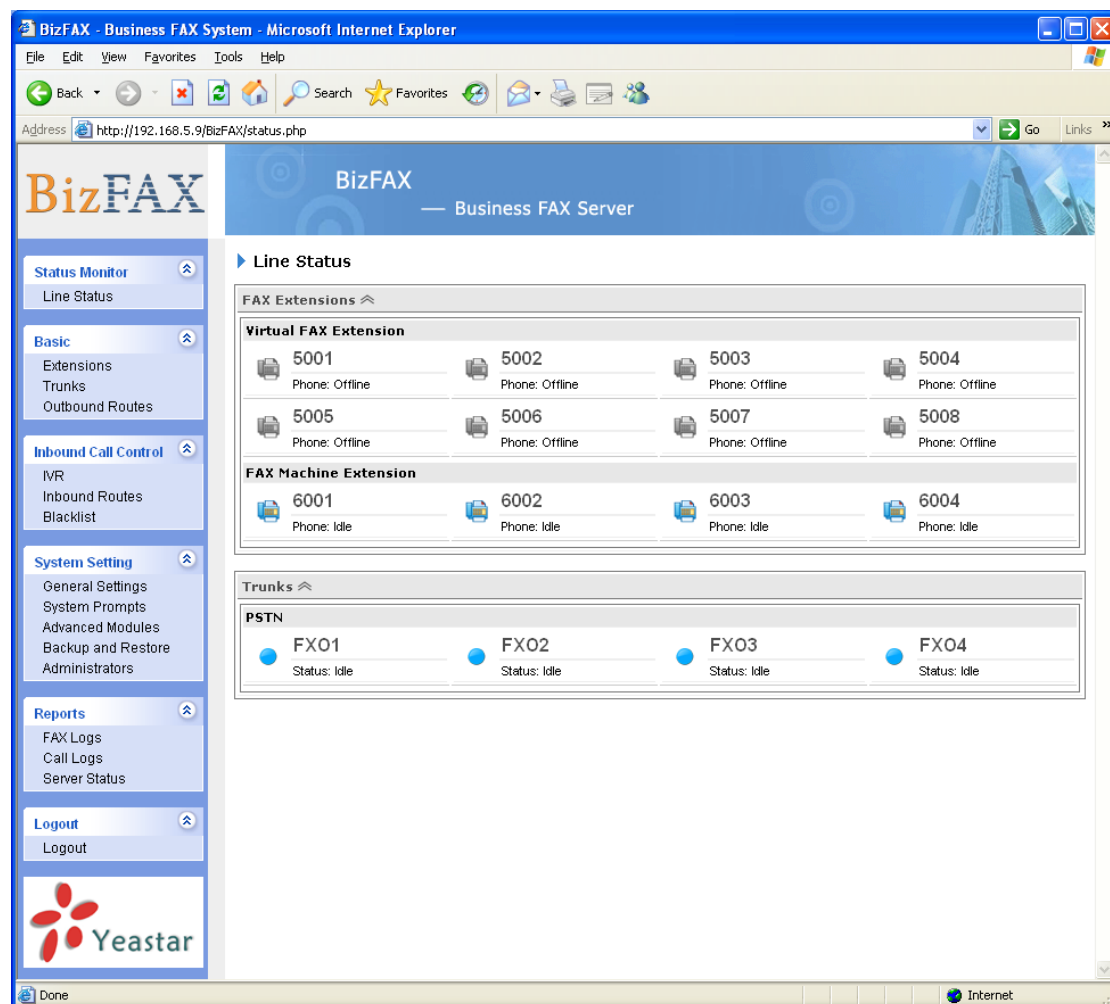 BizFAX - Business FAX System - Microsoft Internet Explorer
File Edit View Favorites Tools Help
Back Search Favorites
Address http://192.168.5.9/BizFAX/status.php Go Links »
BizFAX
BizFAX
— Business FAX Server
Status Monitor
Line Status
Basic
Extensions
Trunks
Outbound Routes
Inbound Call Control
IVR
Inbound Routes
Blacklist
System Setting
General Settings
System Prompts
Advanced Modules
Backup and Restore
Administrators
Reports
FAX Logs
Call Logs
Server Status
Logout
Logout
Yeastar
Line Status
FAX Extensions
Virtual FAX Extension
5001 5002 5003 5004
Phone: Offline Phone: Offline Phone: Offline Phone: Offline
5005 5006 5007 5008
Phone: Offline Phone: Offline Phone: Offline Phone: Offline
FAX Machine Extension
6001 6002 6003 6004
Phone: Idle Phone: Idle Phone: Idle Phone: Idle
Trunks
PSTN
FXO1 FXO2 FXO3 FXO4
Status: Idle Status: Idle Status: Idle Status: Idle
Done Internet